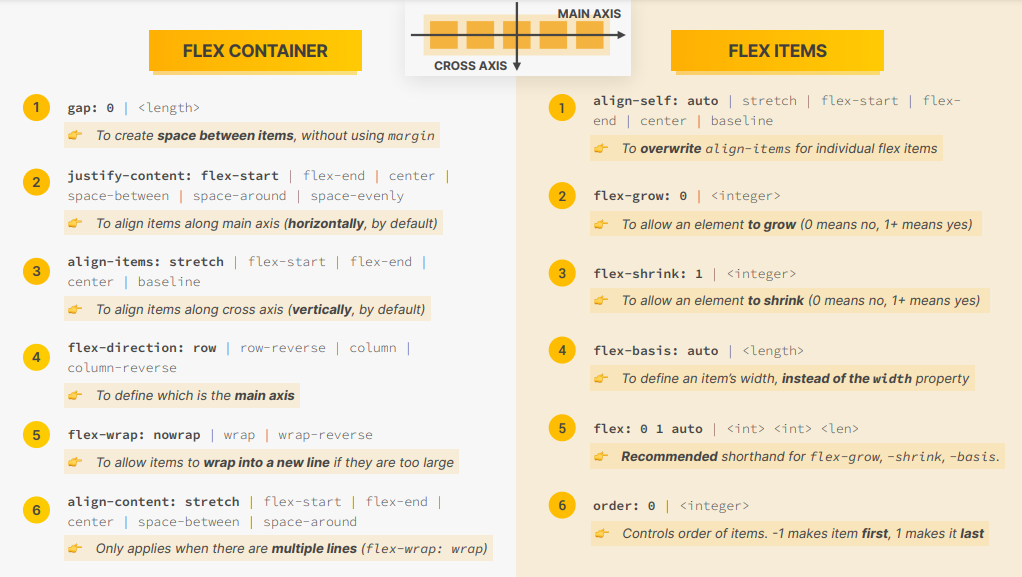 MAIN AXIS
CROSS AXIS
FLEX CONTAINER
1
gap: 0 | <length>
👉 To create space between items, without using margin
2
justify-content: flex-start | flex-end | center |
space-between | space-around | space-evenly
👉 To align items along main axis (horizontally, by default)
3
align-items: stretch | flex-start | flex-end |
center | baseline
👉 To align items along cross axis (vertically, by default)
4
flex-direction: row | row-reverse | column |
column-reverse
👉 To define which is the main axis
5
flex-wrap: nowrap | wrap | wrap-reverse
👉 To allow items to wrap into a new line if they are too large
6
align-content: stretch | flex-start | flex-end |
center | space-between | space-around
👉 Only applies when there are multiple lines (flex-wrap: wrap)
FLEX ITEMS
1
align-self: auto | stretch | flex-start | flex-
end | center | baseline
👉 To overwrite align-items for individual flex items
2
flex-grow: 0 | <integer>
👉 To allow an element to grow (0 means no, 1+ means yes)
3
flex-shrink: 1 | <integer>
👉 To allow an element to shrink (0 means no, 1+ means yes)
4
flex-basis: auto | <length>
👉 To define an item's width, instead of the width property
5
flex: 0 1 auto | <int> <int> <len>
👉 Recommended shorthand for flex-grow, -shrink, -basis.
6
order: 0 | <integer>
👉 Controls order of items. -1 makes item first, 1 makes it last